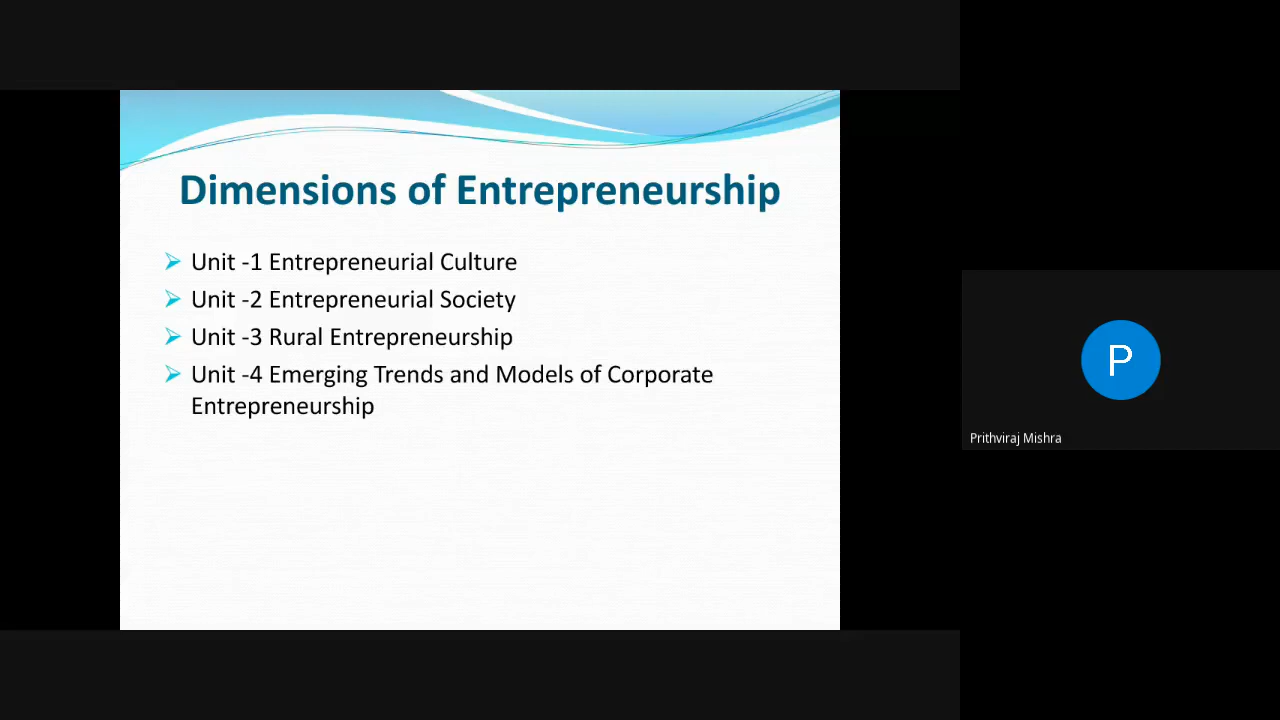 Dimensions of Entrepreneurship
Unit -1 Entrepreneurial Culture
Unit -2 Entrepreneurial Society
Unit -3 Rural Entrepreneurship
Unit -4 Emerging Trends and Models of Corporate
Entrepreneurship
P
Prithviraj Mishra